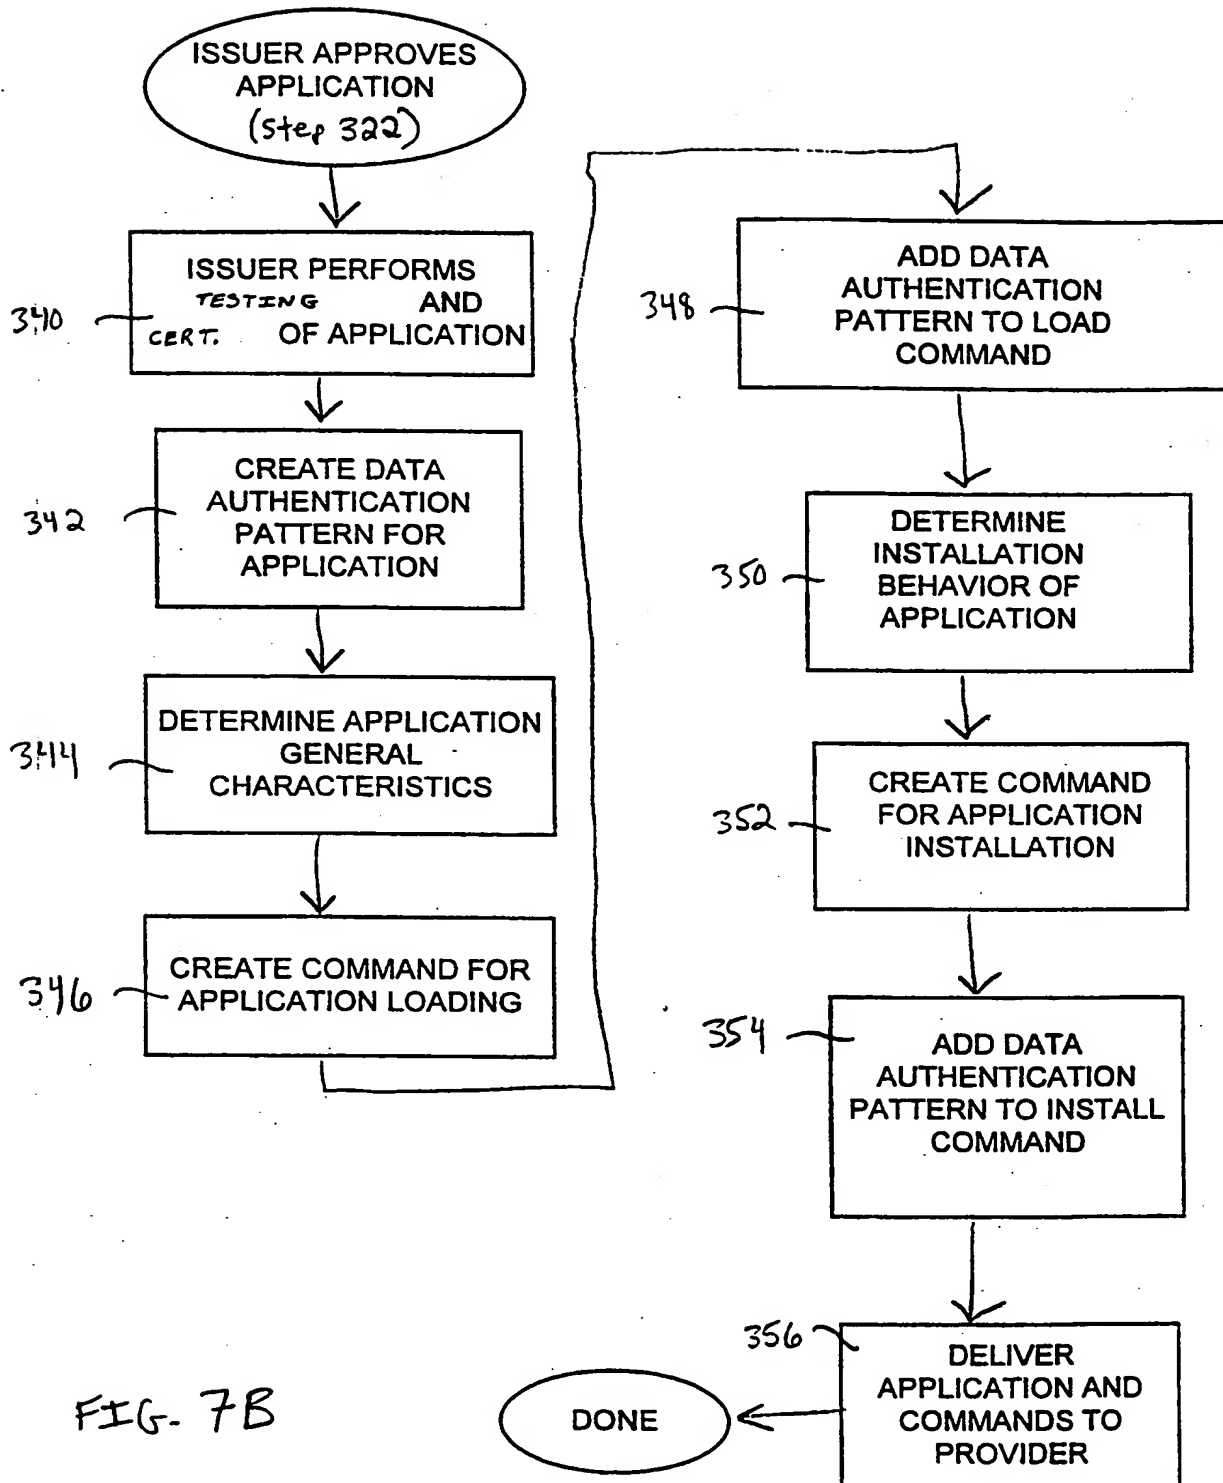 ISSUER APPROVES
APPLICATION
(Step 322)
340
ISSUER PERFORMS
TESTING AND
CERT. OF APPLICATION
342
CREATE DATA
AUTHENTICATION
PATTERN FOR
APPLICATION
344
DETERMINE APPLICATION
GENERAL
CHARACTERISTICS
346
CREATE COMMAND FOR
APPLICATION LOADING
348
ADD DATA
AUTHENTICATION
PATTERN TO LOAD
COMMAND
350
DETERMINE
INSTALLATION
BEHAVIOR OF
APPLICATION
352
CREATE COMMAND
FOR APPLICATION
INSTALLATION
354
ADD DATA
AUTHENTICATION
PATTERN TO INSTALL
COMMAND
356
DELIVER
APPLICATION AND
COMMANDS TO
PROVIDER
DONE
FIG. 7B